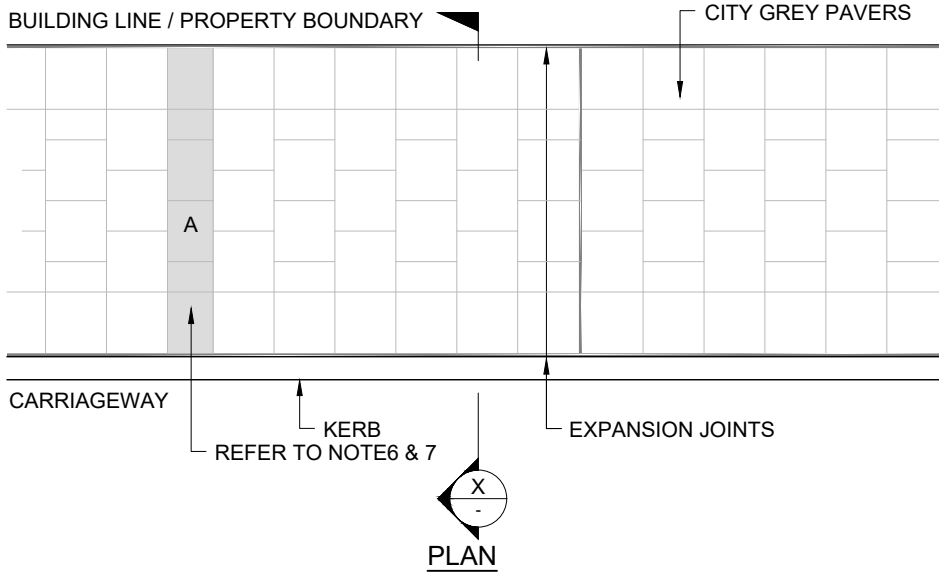 BUILDING LINE / PROPERTY BOUNDARY
CITY GREY PAVERS
A
CARRIAGEWAY
KERB
REFER TO NOTE6 & 7
EXPANSION JOINTS
X
-
PLAN